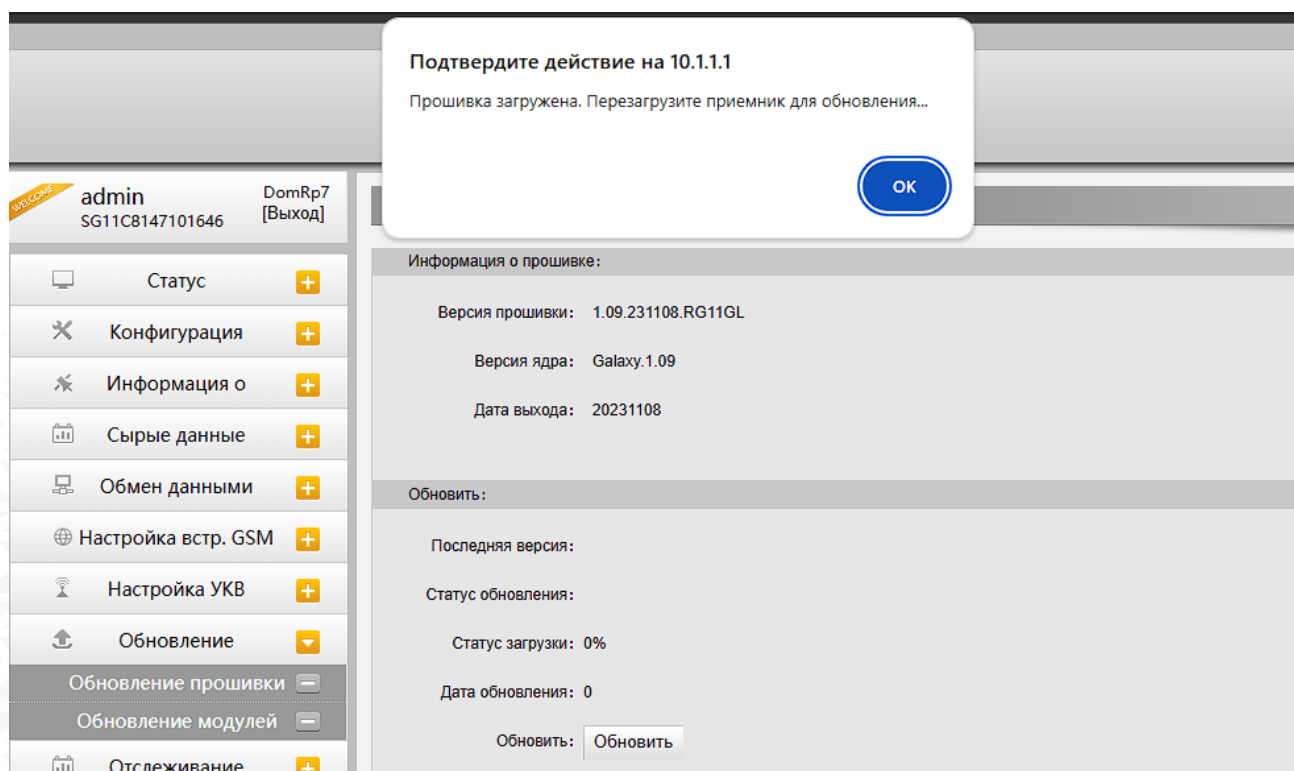 Подтвердите действие на 10.1.1.1
Прошивка загружена. Перезагрузите приемник для обновления...
ОК
WELCOME
admin
DomRp7
SG11C8147101646
[Выход]
Статус
Конфигурация
Информация о
Сырые данные
Обмен данными
Настройка встр. GSM
Настройка УКВ
Обновление
Обновление прошивки
Обновление модулей
Отслеживание
Информация о прошивке:
Версия прошивки: 1.09.231108.RG11GL
Версия ядра: Galaxy.1.09
Дата выхода: 20231108
Обновить:
Последняя версия:
Статус обновления:
Статус загрузки: 0%
Дата обновления: 0
Обновить: Обновить